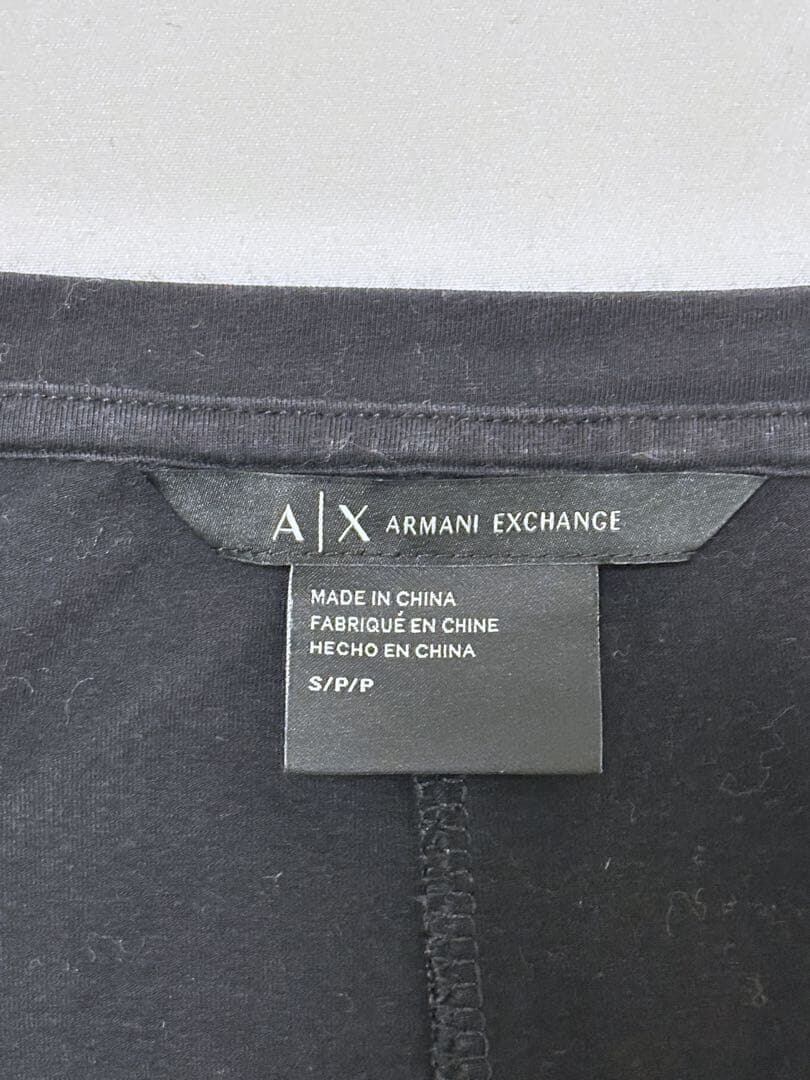 A|X ARMANI EXCHANGE
MADE IN CHINA
FABRIQUÉ EN CHINE
HECHO EN CHINA
S/P/P